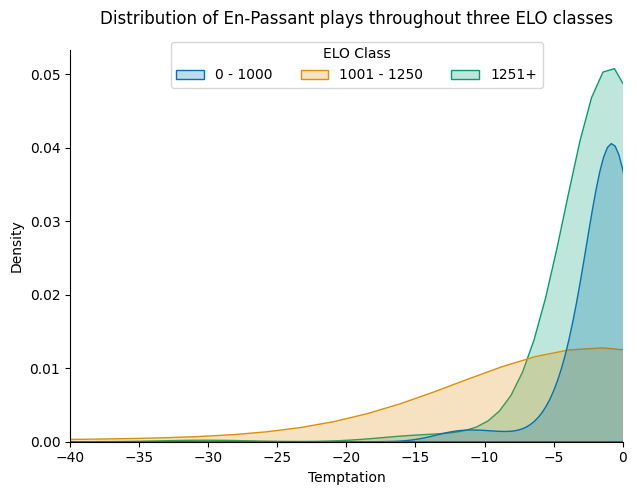 Distribution of En-Passant plays throughout three ELO classes
ELO Class
0 - 1000
1001 - 1250
1251+
0.05
0.04
0.03
0.02
0.01
0.00
Density
−40
−35
−30
−25
−20
−15
−10
−5
0
Temptation